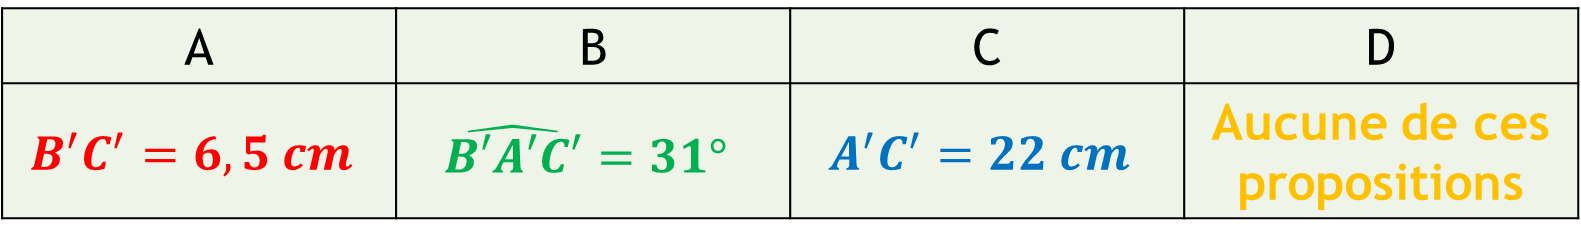 A B C D
B'C' = 6,5 cm B'A'C' = 31° A'C' = 22 cm Aucune de ces
propositions